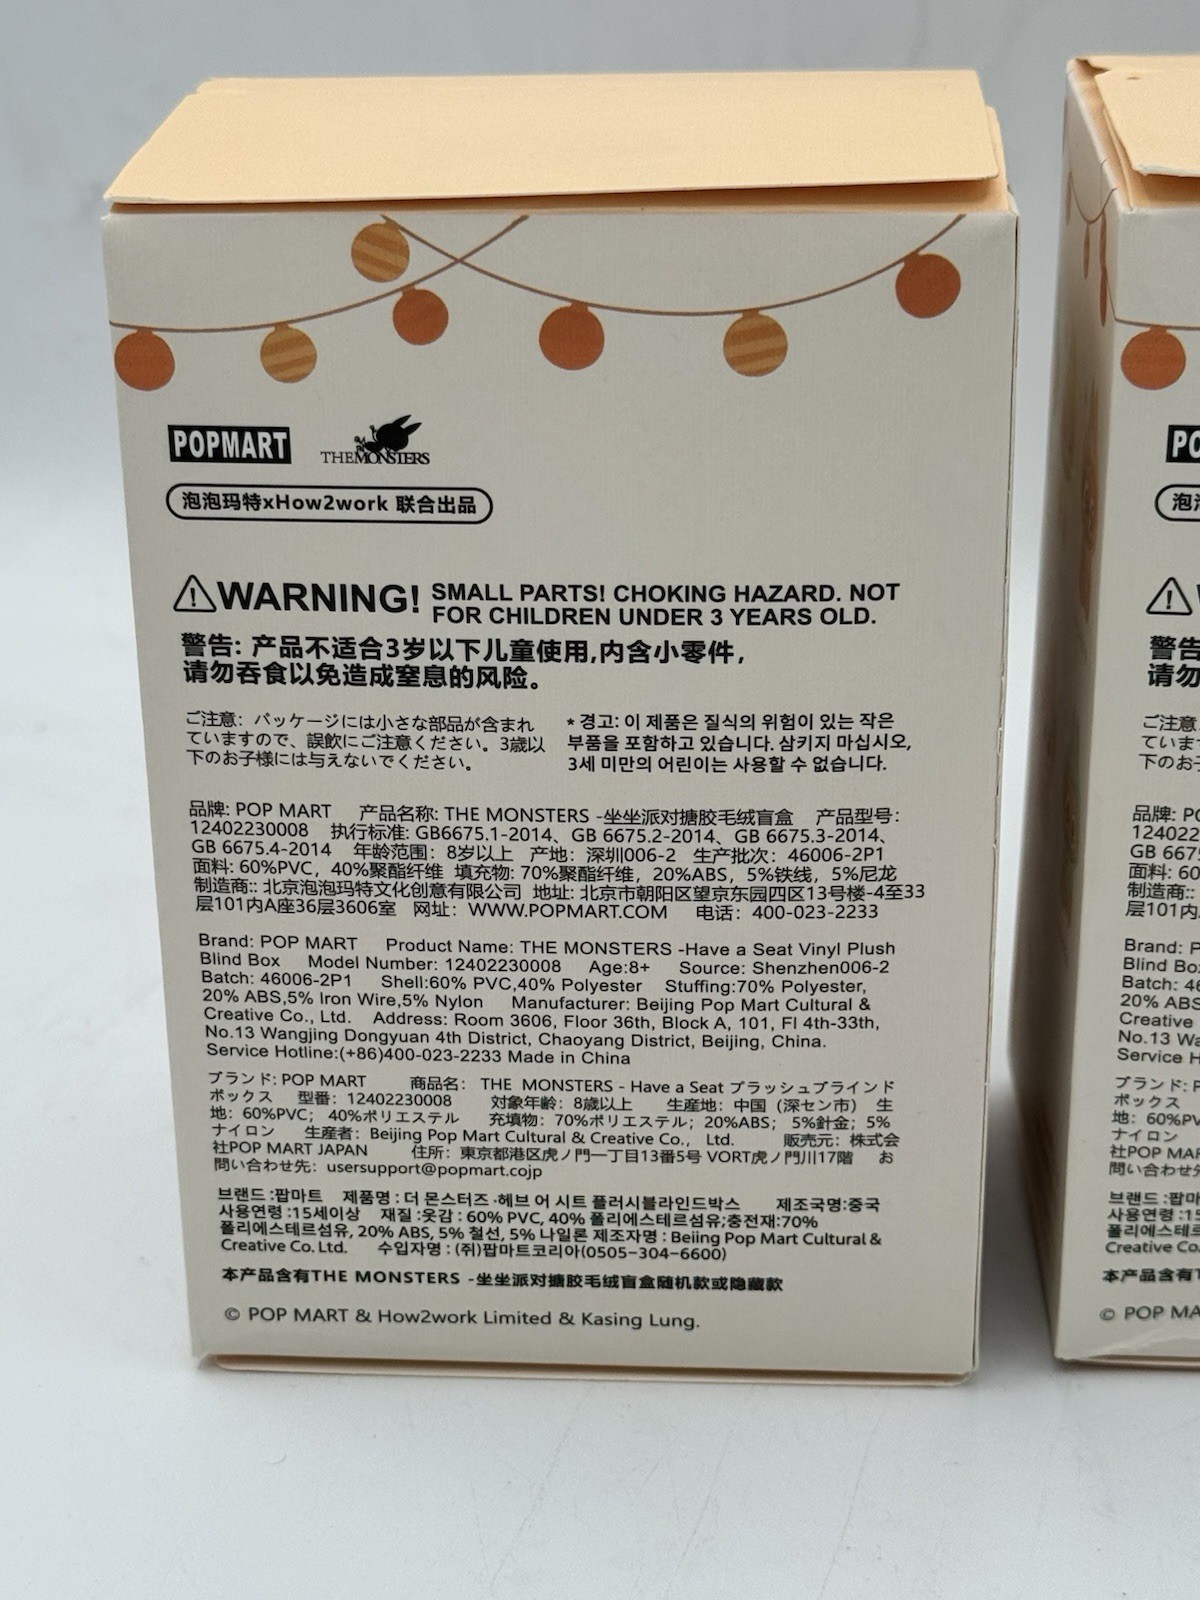 POPMART THE MONSTERS
泡泡玛特xHow2work 联合出品
WARNING! SMALL PARTS! CHOKING HAZARD. NOT
FOR CHILDREN UNDER 3 YEARS OLD.
警告: 产品不适合3岁以下儿童使用,内含小零件,
请勿吞食以免造成窒息的风险。
ご注意：パッケージには小さな部品が含まれ
ていますので、誤飲にご注意ください。3歳以
下のお子様には与えないでください。
* 경고: 이 제품은 질식의 위험이 있는 작은
부품을 포함하고 있습니다. 삼키지 마십시오,
3세 미만의 어린이는 사용할 수 없습니다.
品牌: POP MART 产品名称: THE MONSTERS -坐坐派对搪胶毛绒盲盒 产品型号:
12402230008 执行标准: GB6675.1-2014、GB 6675.2-2014、GB 6675.3-2014、
GB 6675.4-2014 年龄范围：8岁以上 产地：深圳006-2 生产批次：46006-2P1
面料: 60%PVC，40%聚酯纤维 填充物: 70%聚酯纤维，20%ABS，5%铁线，5%尼龙
制造商:: 北京泡泡玛特文化创意有限公司 地址: 北京市朝阳区望京东园四区13号楼-4至33
层101内A座36层3606室 网址：WWW.POPMART.COM 电话：400-023-2233
Brand: POP MART Product Name: THE MONSTERS -Have a Seat Vinyl Plush
Blind Box Model Number: 12402230008 Age:8+ Source: Shenzhen006-2
Batch: 46006-2P1 Shell:60% PVC,40% Polyester Stuffing:70% Polyester,
20% ABS,5% Iron Wire,5% Nylon Manufacturer: Beijing Pop Mart Cultural &
Creative Co., Ltd. Address: Room 3606, Floor 36th, Block A, 101, Fl 4th-33th,
No.13 Wangjing Dongyuan 4th District, Chaoyang District, Beijing, China.
Service Hotline:(+86)400-023-2233 Made in China
ブランド: POP MART 商品名： THE MONSTERS - Have a Seat プラッシュブラインド
ボックス 型番：12402230008 対象年齢：8歳以上 生産地：中国（深セン市） 生
地：60%PVC； 40%ポリエステル 充填物：70%ポリエステル；20%ABS； 5%針金；5%
ナイロン 生産者：Beijing Pop Mart Cultural & Creative Co., Ltd. 販売元：株式会
社POP MART JAPAN 住所：東京都港区虎ノ門一丁目13番5号 VORT虎ノ門川17階 お
問い合わせ先：usersupport@popmart.cojp
브랜드 :팝마트 제품명 : 더 몬스터즈 ·헤브 어 시트 플러시블라인드박스 제조국명:중국
사용연령 :15세이상 재질 :옷감 : 60% PVC, 40% 폴리에스테르섬유;충전재:70%
폴리에스테르섬유, 20% ABS, 5% 철선, 5% 나일론 제조자명 : Beiing Pop Mart Cultural &
Creative Co. Ltd. 수입자명 : (쥐)팝마트코리아(0505-304-6600)
本产品含有THE MONSTERS -坐坐派对搪胶毛绒盲盒随机款或隐藏款
© POP MART & How2work Limited & Kasing Lung.